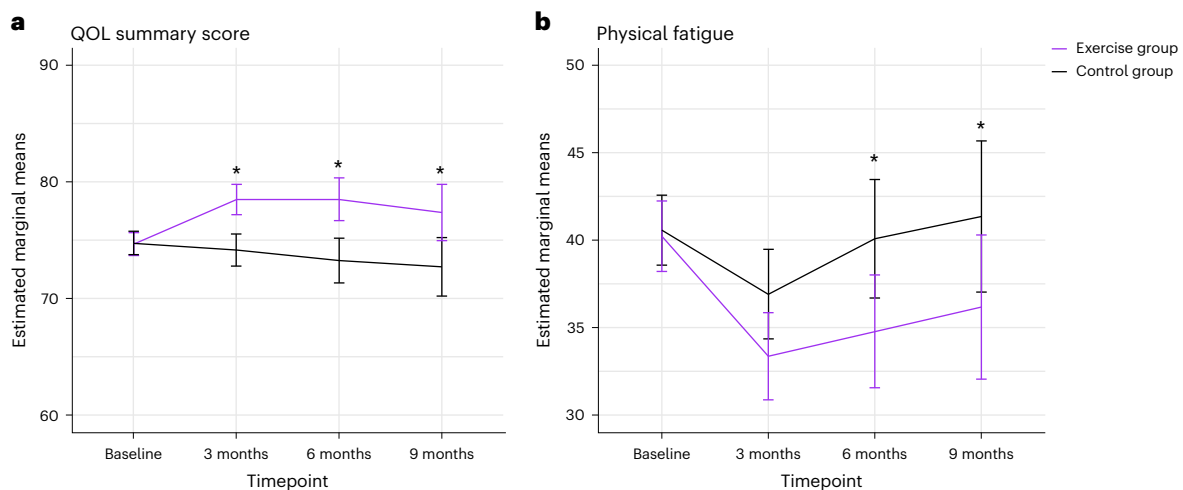 a
QOL summary score
Estimated marginal means
90
80
70
60
*
*
*
Baseline
3 months
6 months
9 months
Timepoint
b
Physical fatigue
Estimated marginal means
50
45
40
35
30
*
*
Baseline
3 months
6 months
9 months
Timepoint
Exercise group
Control group